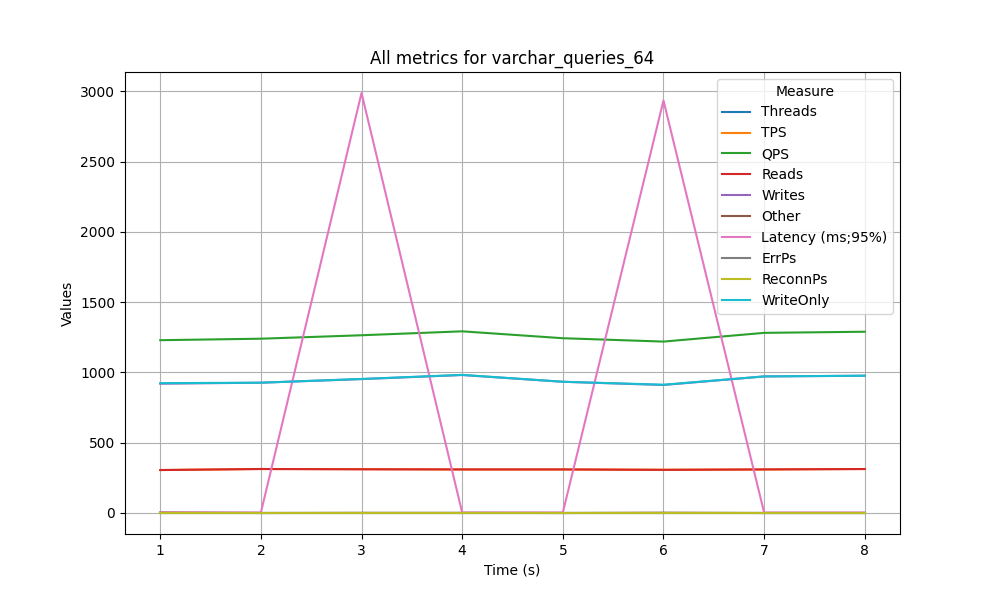 All metrics for varchar_queries_64
Measure
Threads
TPS
QPS
Reads
Writes
Other
Latency (ms;95%)
ErrPs
ReconnPs
WriteOnly
Values
3000
2500
2000
1500
1000
500
0
1 2 3 4 5 6 7 8
Time (s)